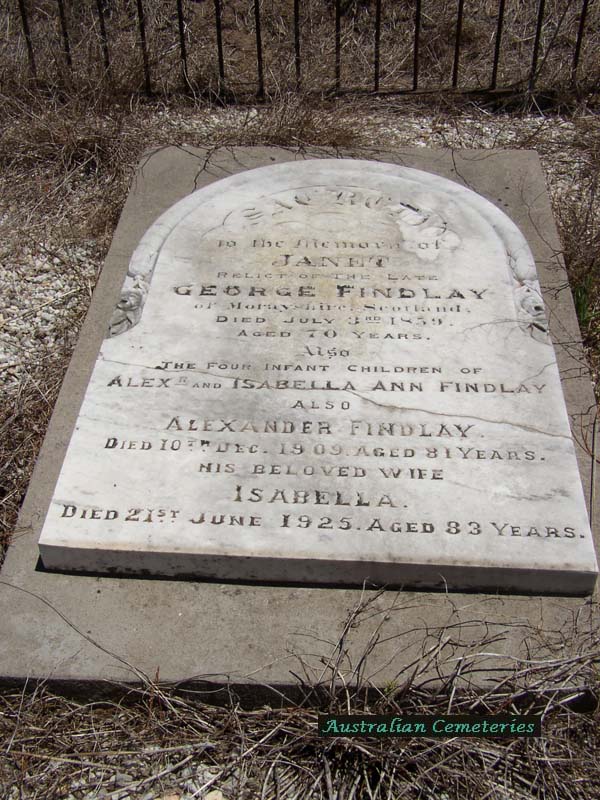 SACRED
to the Memory of
JANET
RELICT OF THE LATE
GEORGE FINDLAY
of Morayshire, Scotland,
DIED JULY 3RD 1859.
AGED 70 YEARS.
Also
THE FOUR INFANT CHILDREN OF
ALEXR AND ISABELLA ANN FINDLAY
ALSO
ALEXANDER FINDLAY.
DIED 10TH DEC. 1909. AGED 81 YEARS.
HIS BELOVED WIFE
ISABELLA.
DIED 21ST JUNE 1925. AGED 83 YEARS.
Australian Cemeteries